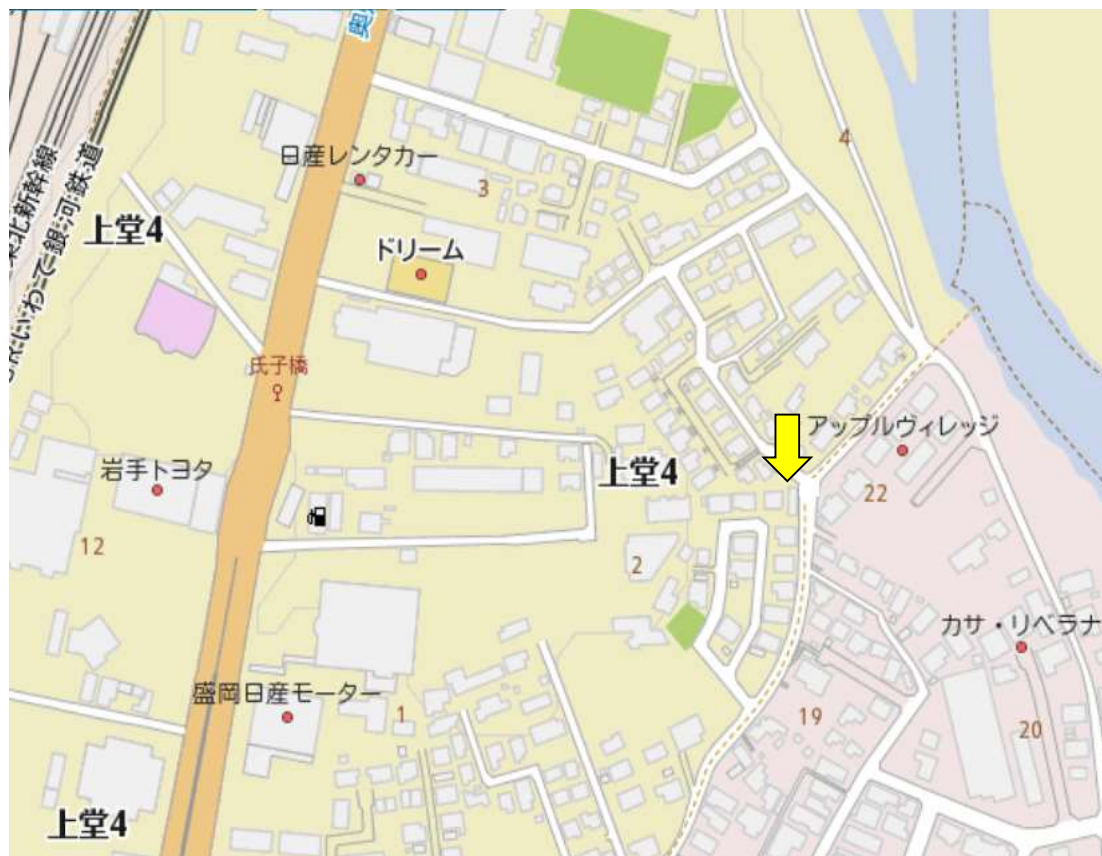 奥
東北新幹線
いわて銀河鉄道
日産レンタカー
3
4
上堂4
ドリーム
氏子橋
アップルヴィレッジ
岩手トヨタ
上堂4
22
12
2
カサ・リベラナ
盛岡日産モーター
1
19
20
上堂4